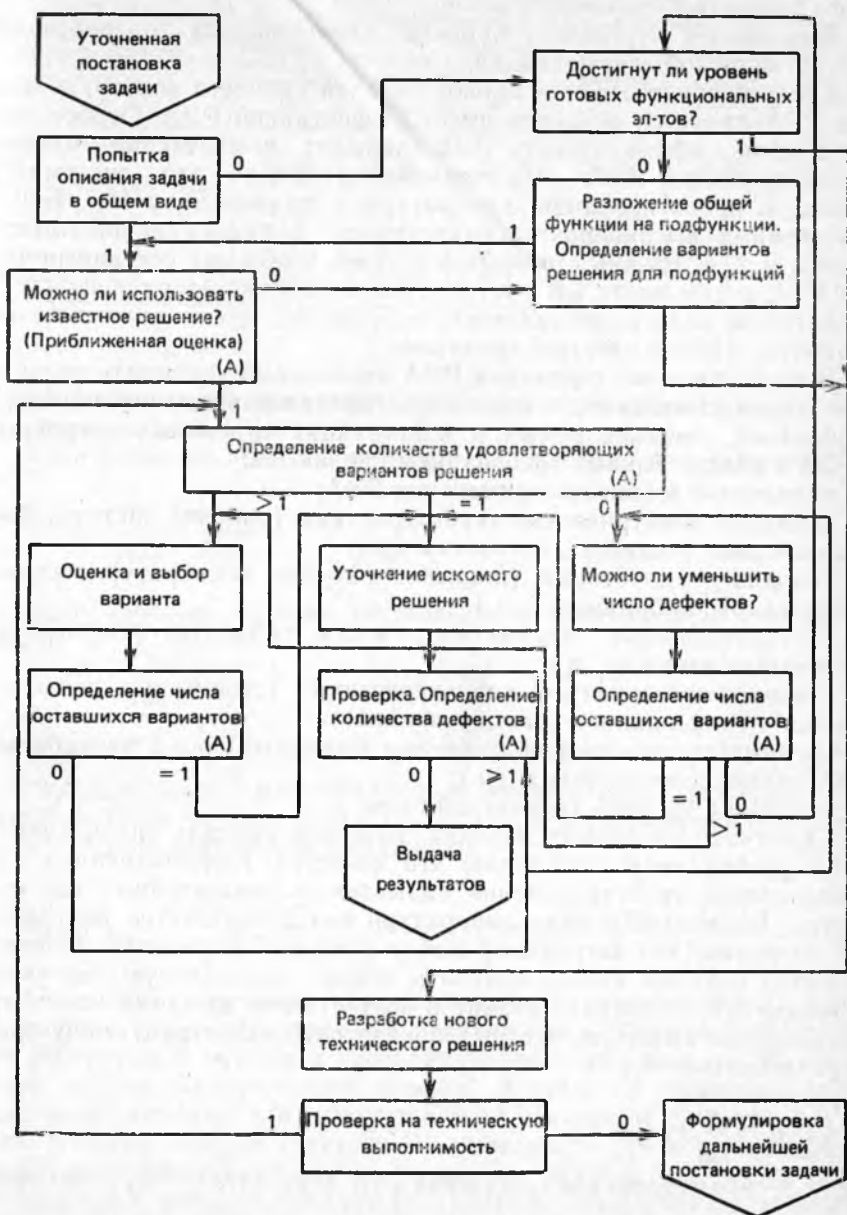 Уточненная
постановка
задачи
Достигнут ли уровень
готовых функциональных
эл-тов?
Попытка
описания задач
в общем виде
0
1
0
Разложение общей
функции на подфункции.
Определение вариантов
решения для подфункций
1
1
0
Можно ли использовать
известное решение?
(Приближенная оценка)
(А)
1
Определение количества удовлетворяющих
вариантов решения
(А)
> 1
= 1
0
Оценка и выбор
варианта
Уточнение искомого
решения
Можно ли уменьшить
число дефектов?
Определение числа
оставшихся вариантов
(А)
Проверка Определение
количества дефектов
(А)
Определение числа
оставшихся вариантов
(А)
0
= 1
0
⩾ 1
= 1
> 1
0
Выдача
результатов
Разработка нового
технического решения
Проверка на техническую
выполнимость
1
0
Формулировка
дальнейшей
постановки задачи